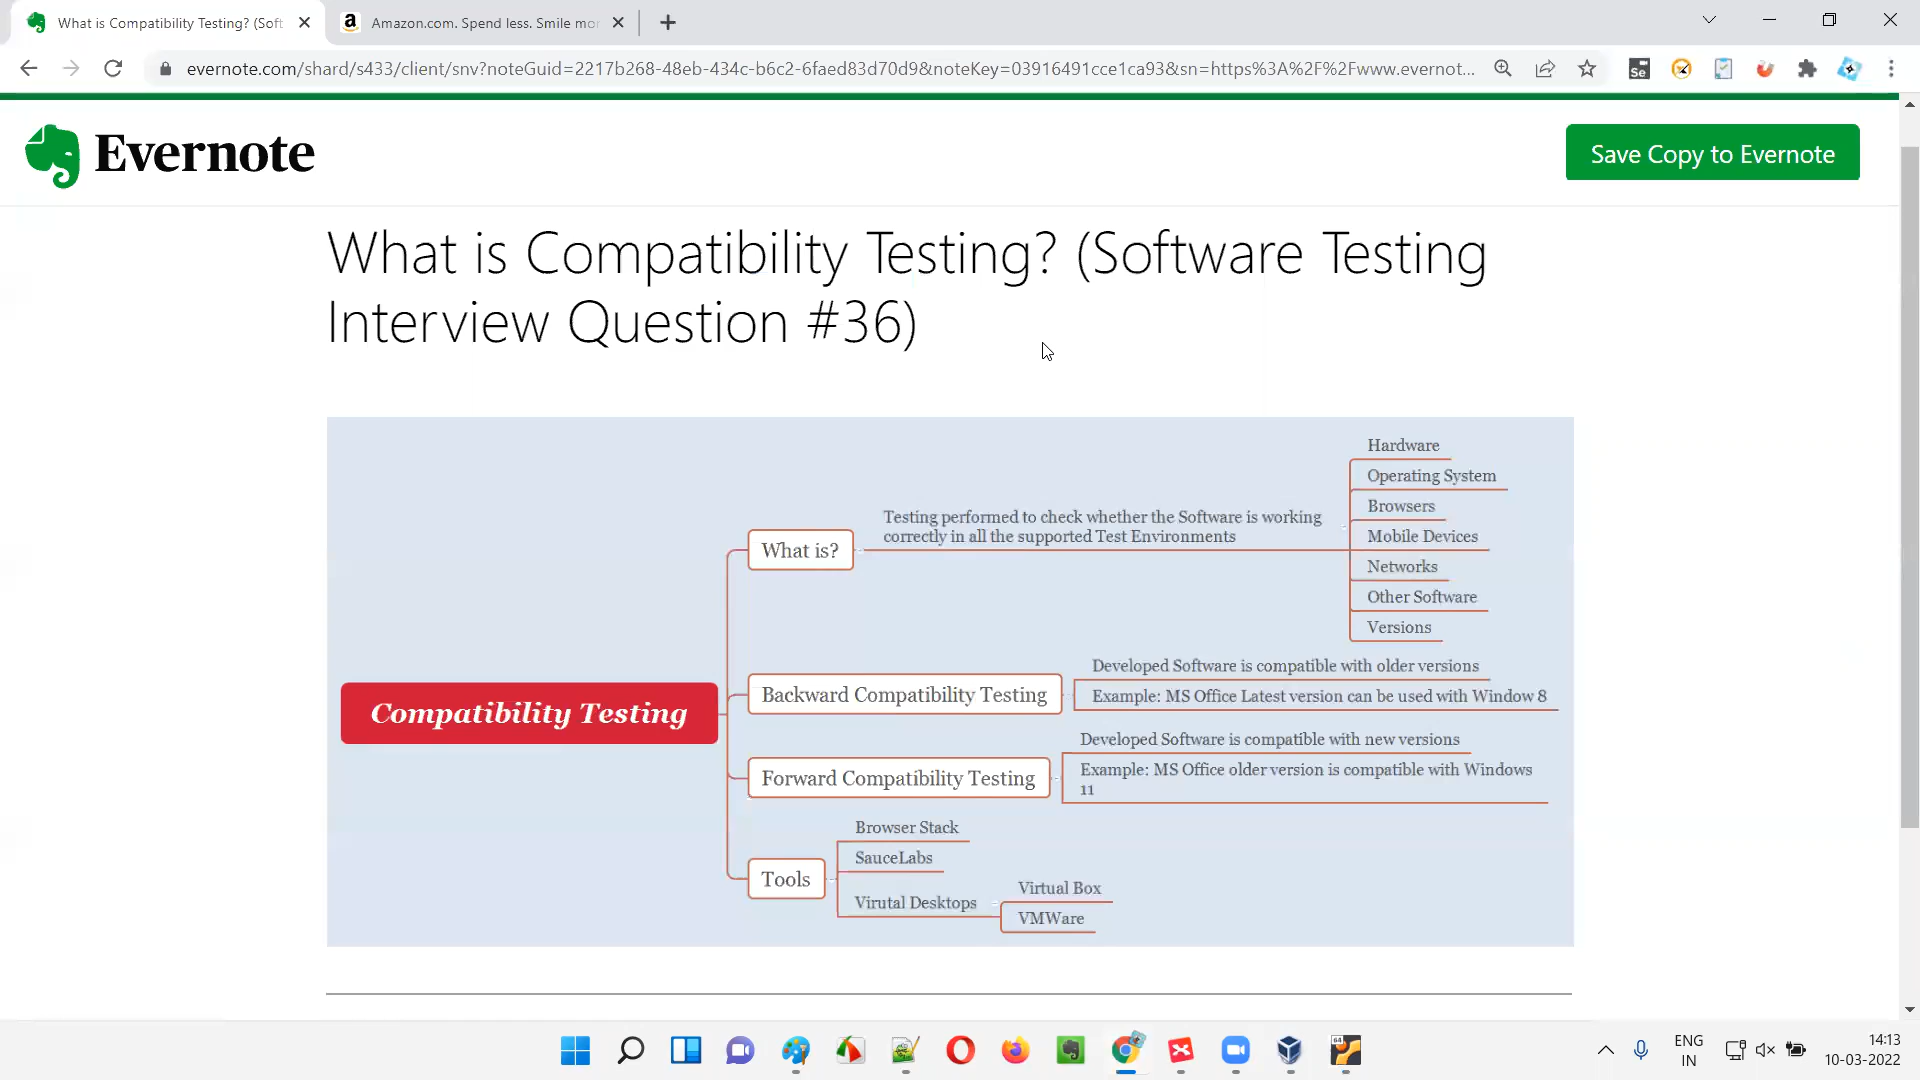 What is Compatibility Testing? (Soft
Amazon.com. Spend less. Smile mo
evernote.com/shard/s433/client/snv?noteGuid=2217b268-48eb-434c-b6c2-6faed83d70d9&noteKey=03916491cce1ca93&sn=https%3A%2F%2Fwww.evernot...
Se
Evernote
Save Copy to Evernote
What is Compatibility Testing? (Software Testing
Interview Question #36)
Hardware
Operating System
Browsers
Mobile Devices
Networks
Other Software
Versions
Testing performed to check whether the Software is working
correctly in all the supported Test Environments
What is?
Developed Software is compatible with older versions
Example: MS Office Latest version can be used with Window 8
Backward Compatibility Testing
Compatibility Testing
Developed Software is compatible with new versions
Example: MS Office older version is compatible with Windows
11
Forward Compatibility Testing
Browser Stack
SauceLabs
Tools
Virutal Desktops
Virtual Box
VMWare
64
ENG
IN
14:13
10-03-2022